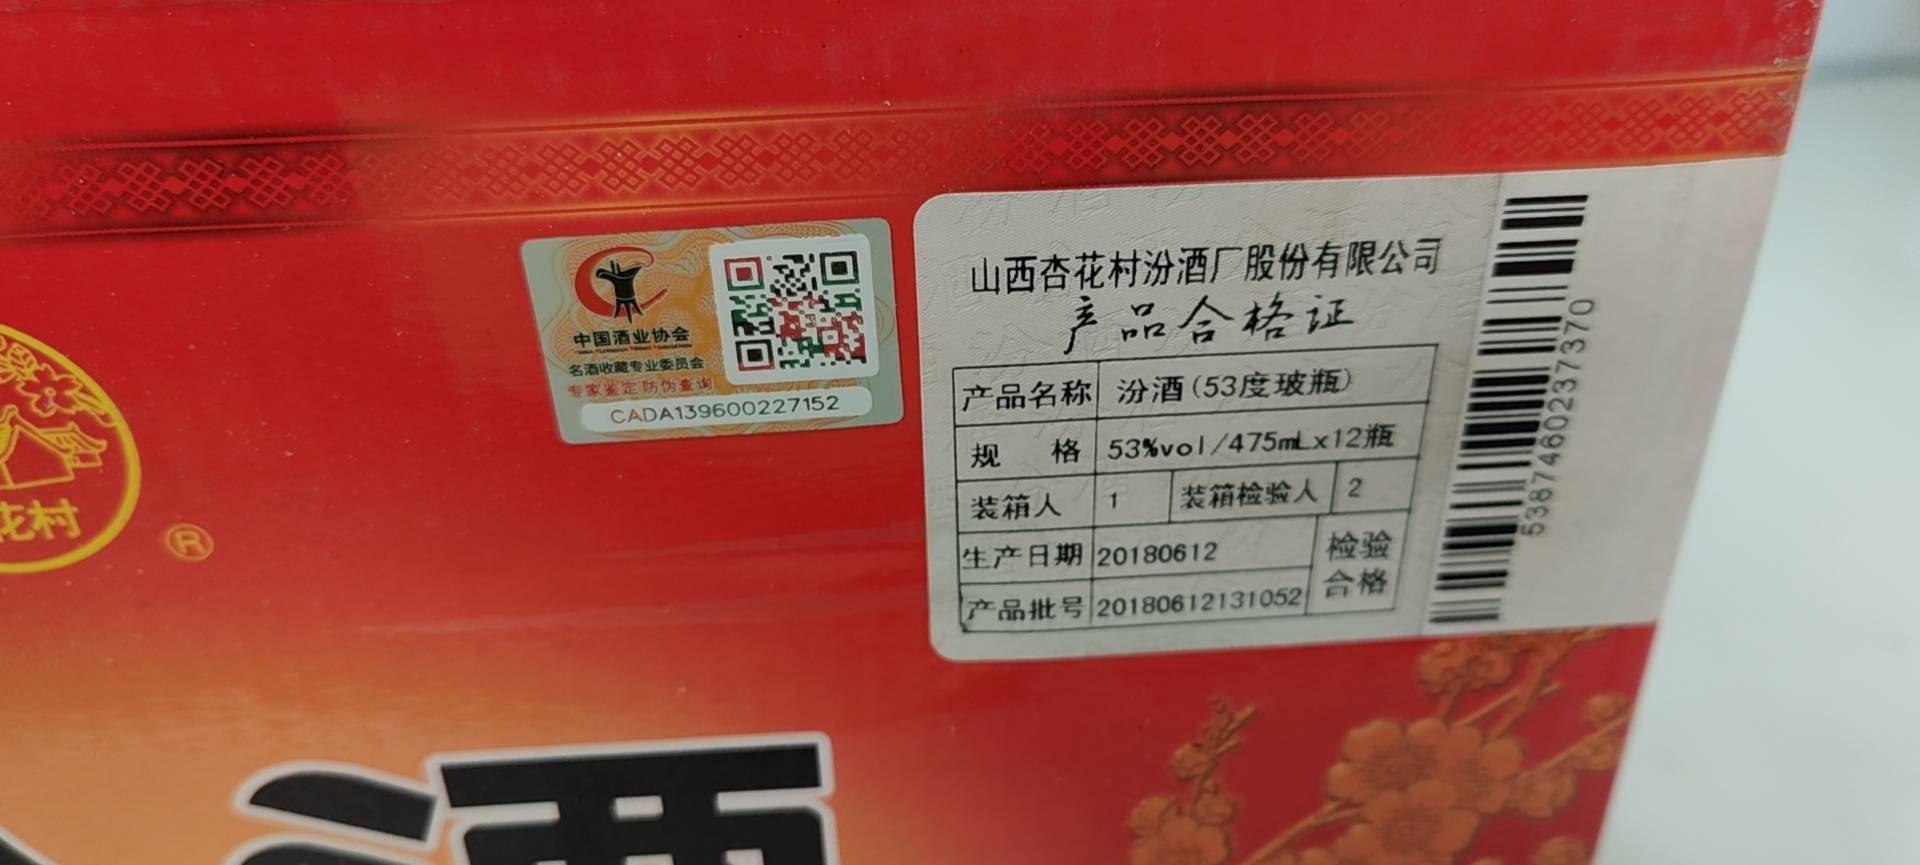 花村
®
中国酒业协会
名酒收藏专业委员会
专家鉴定 防伪查询
CADA139600227152
山西杏花村汾酒厂股份有限公司
产品合格证
产品名称 汾酒(53度玻瓶)
规 格 53%vol/475mLx12瓶
装箱人 1 装箱检验人 2
生产日期 20180612
检验合格
产品批号 20180612131052
5387460237370
酒